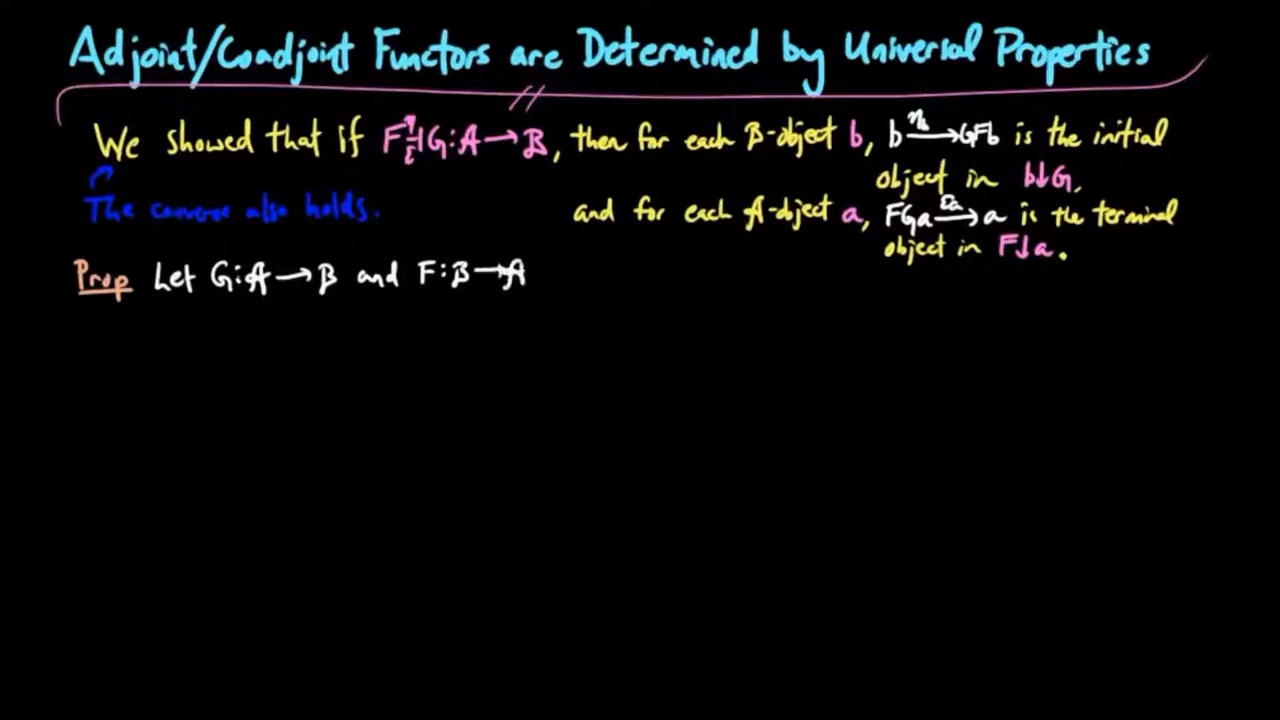 Adjoint/Coadjoint Functors are Determined by Universal Properties
We showed that if F η⊣ε G:A→B, then for each B-object b, b —ηb→ GFb is the initial
object in b↓G,
The converse also holds. and for each A-object a, FGa —εa→ a is the terminal
object in F↓a.
Prop Let G:A→B and F:B→A